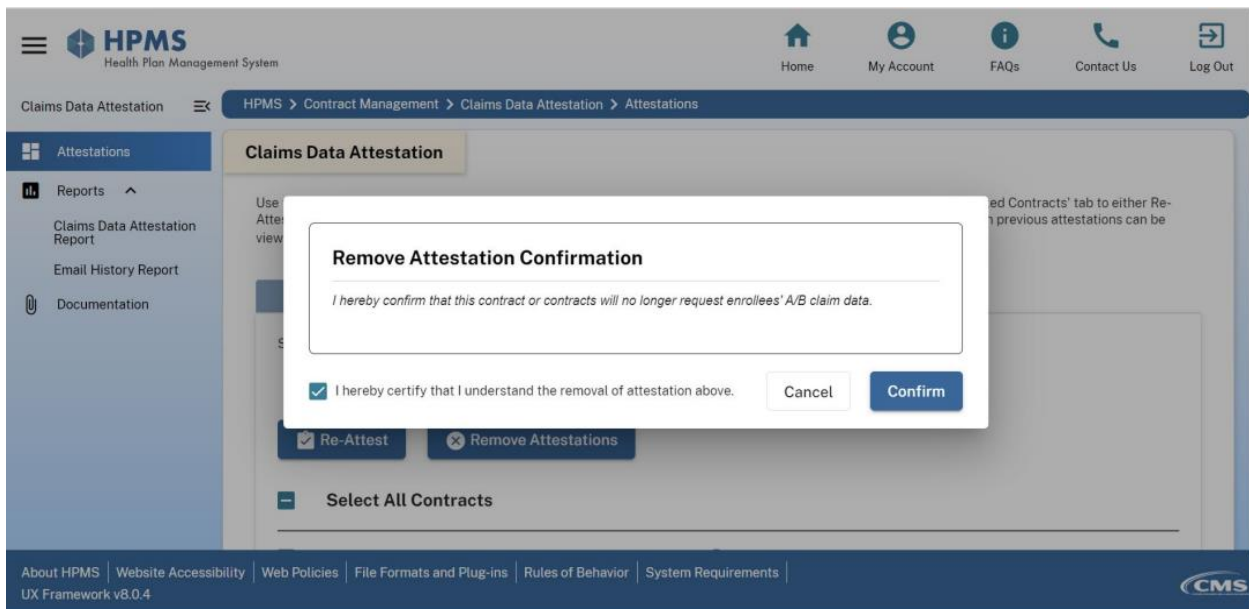 HPMS
Health Plan Management System
Home
My Account
FAQs
Contact Us
Log Out
Claims Data Attestation
HPMS > Contract Management > Claims Data Attestation > Attestations
Attestations
Reports
Claims Data Attestation
Report
Email History Report
Documentation
Claims Data Attestation
Use
ed Contracts' tab to either Re-
previous attestations can be
view
Remove Attestation Confirmation
I hereby confirm that this contract or contracts will no longer request enrollees' A/B claim data.
I hereby certify that I understand the removal of attestation above.
Cancel
Confirm
Re-Attest
Remove Attestations
Select All Contracts
About HPMS | Website Accessibility | Web Policies | File Formats and Plug-ins | Rules of Behavior | System Requirements |
UX Framework v8.0.4
CMS